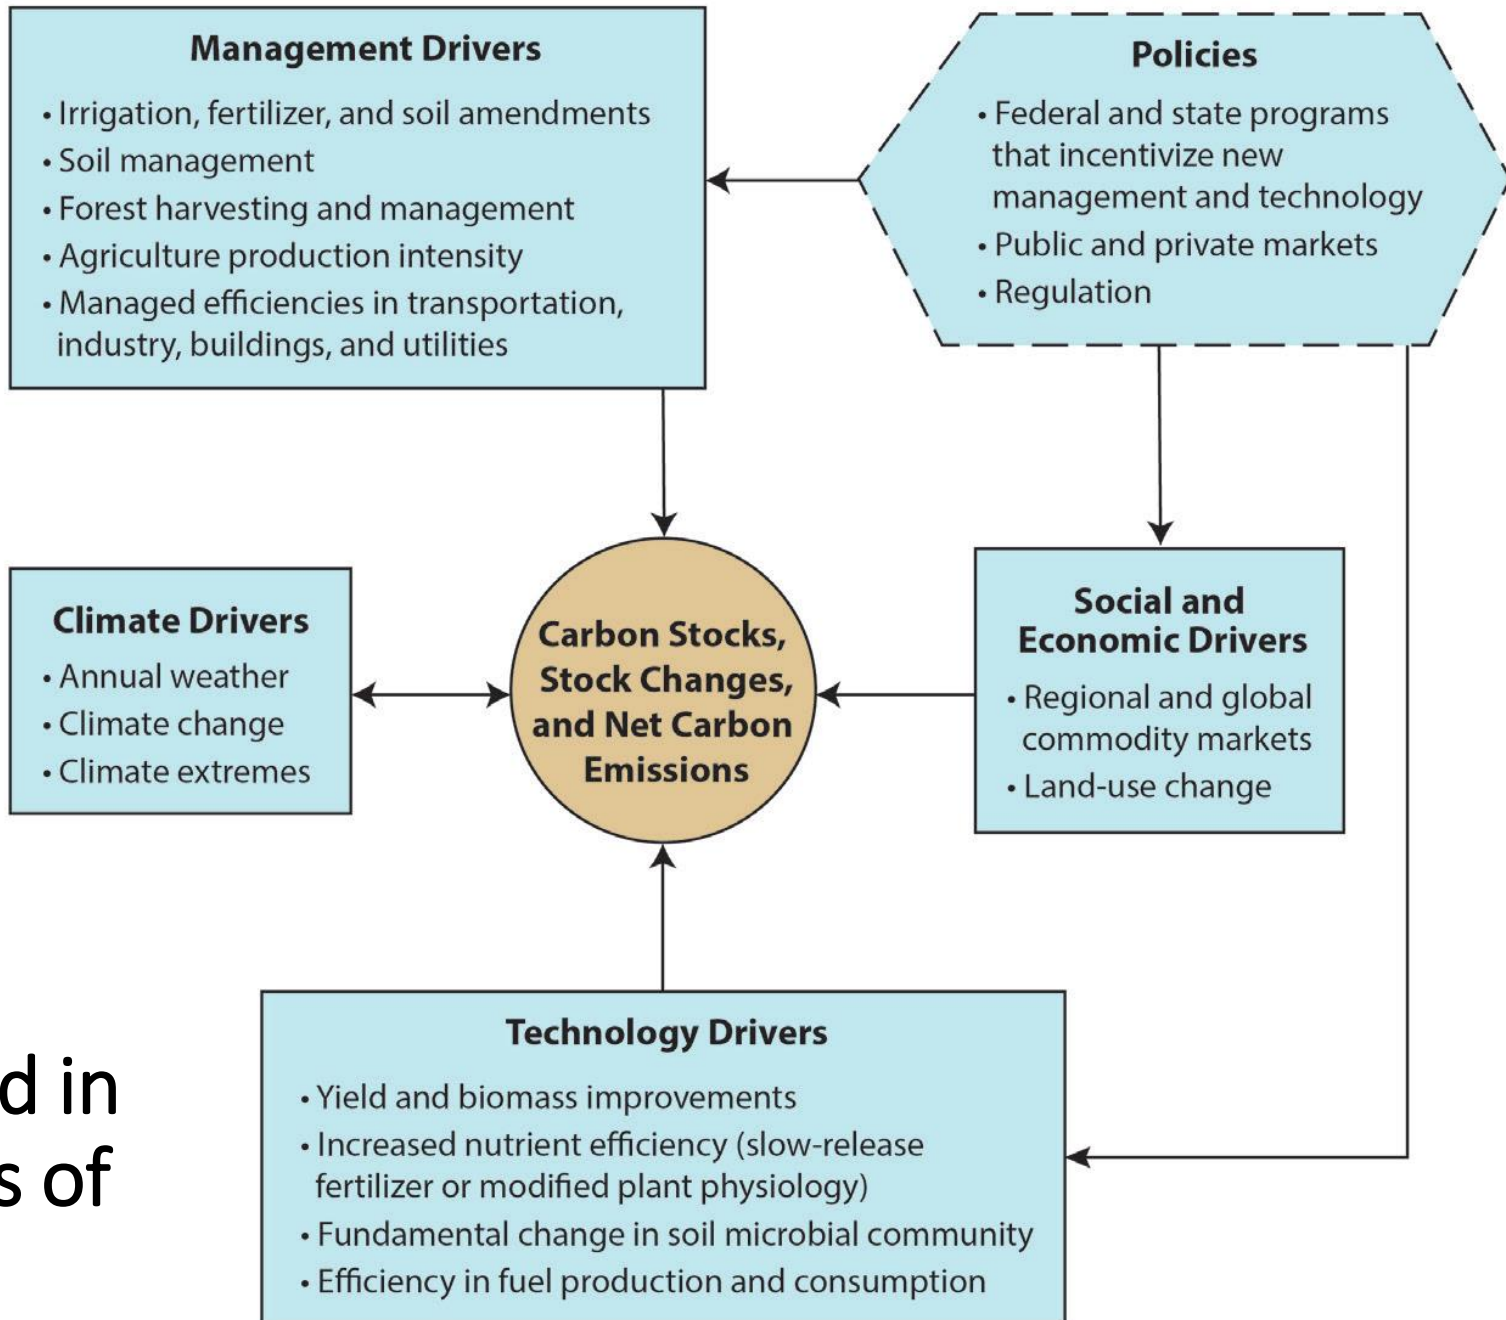 Management Drivers
• Irrigation, fertilizer, and soil amendments
• Soil management
• Forest harvesting and management
• Agriculture production intensity
• Managed efficiencies in transportation,
industry, buildings, and utilities
Policies
• Federal and state programs
that incentivize new
management and technology
• Public and private markets
• Regulation
Climate Drivers
• Annual weather
• Climate change
• Climate extremes
Carbon Stocks,
Stock Changes,
and Net Carbon
Emissions
Social and
Economic Drivers
• Regional and global
commodity markets
• Land-use change
Technology Drivers
• Yield and biomass improvements
• Increased nutrient efficiency (slow-release
fertilizer or modified plant physiology)
• Fundamental change in soil microbial community
• Efficiency in fuel production and consumption
d in
s of